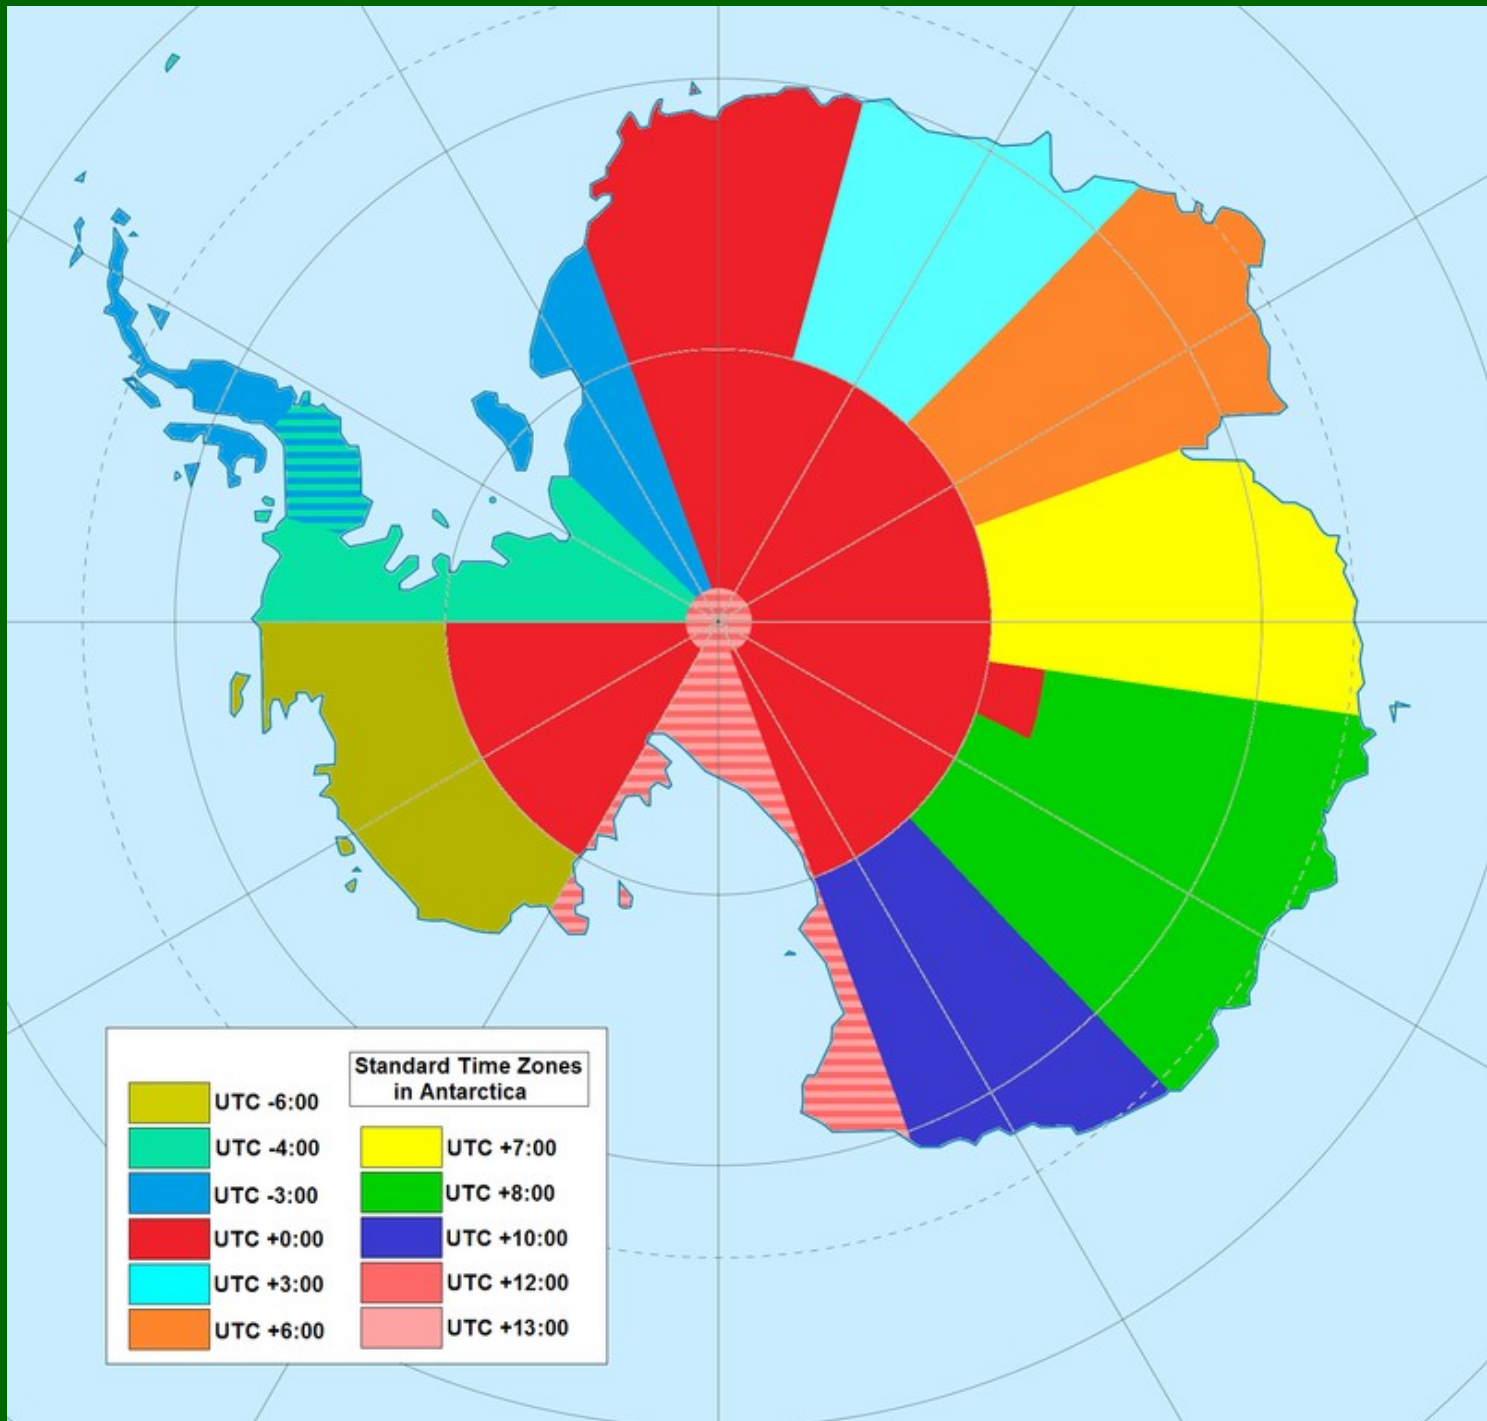 Standard Time Zones
in Antarctica
UTC -6:00
UTC -4:00
UTC -3:00
UTC +0:00
UTC +3:00
UTC +6:00
UTC +7:00
UTC +8:00
UTC +10:00
UTC +12:00
UTC +13:00